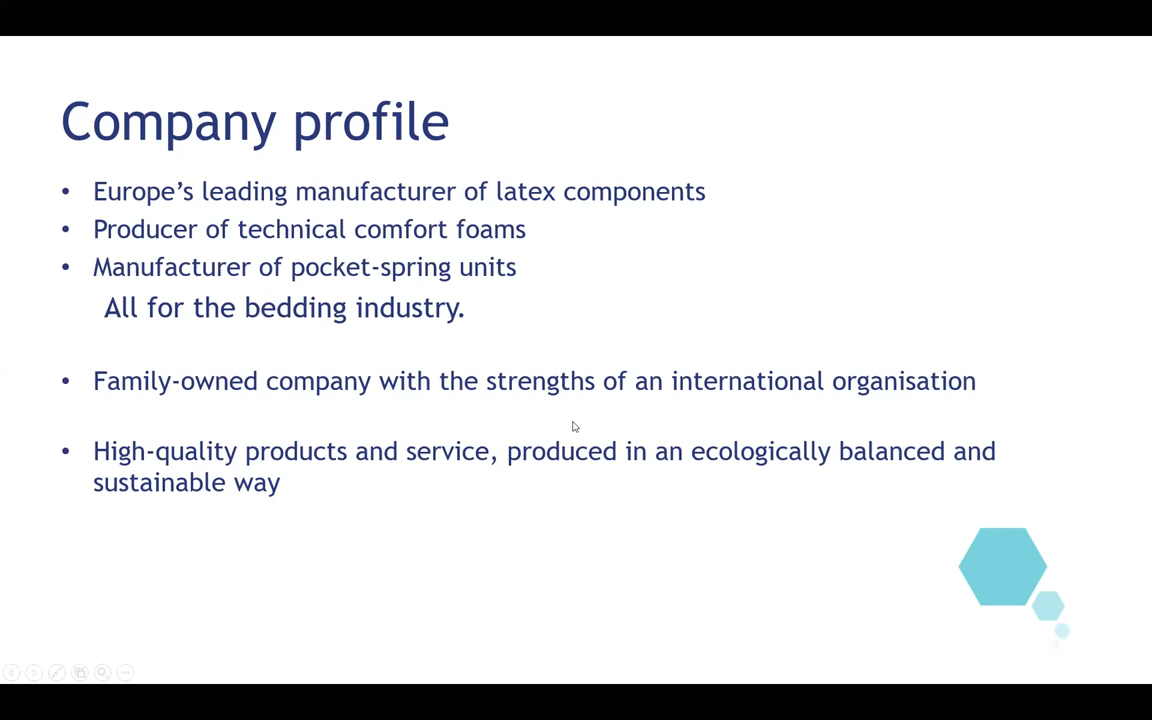 Company profile
• Europe’s leading manufacturer of latex components
• Producer of technical comfort foams
• Manufacturer of pocket-spring units
All for the bedding industry.
• Family-owned company with the strengths of an international organisation
• High-quality products and service, produced in an ecologically balanced and
sustainable way